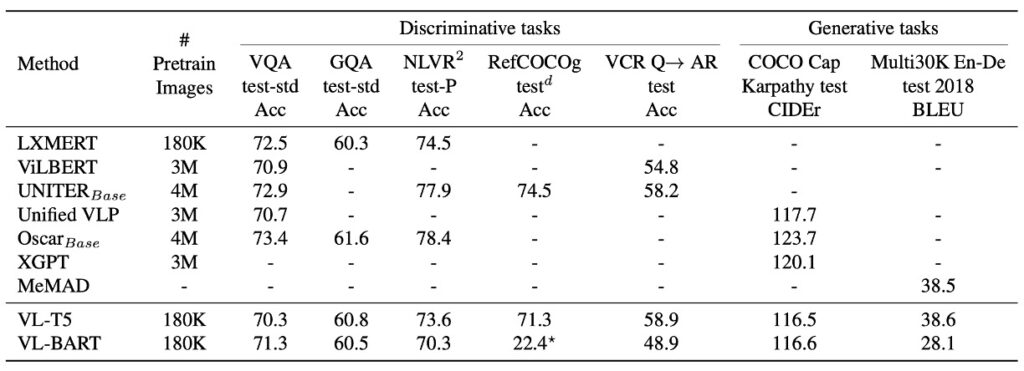 Discriminative tasks Generative tasks
# VQA GQA NLVR² RefCOCOg VCR Q→ AR COCO Cap Multi30K En-De
Method Pretrain test-std test-std test-P testᵈ test Karpathy test test 2018
Images Acc Acc Acc Acc Acc CIDEr BLEU
LXMERT 180K 72.5 60.3 74.5 - - - -
ViLBERT 3M 70.9 - - - 54.8 - -
UNITER_Base 4M 72.9 - 77.9 74.5 58.2 - -
Unified VLP 3M 70.7 - - - - 117.7 -
Oscar_Base 4M 73.4 61.6 78.4 - - 123.7 -
XGPT 3M - - - - - 120.1 -
MeMAD - - - - - - - 38.5
VL-T5 180K 70.3 60.8 73.6 71.3 58.9 116.5 38.6
VL-BART 180K 71.3 60.5 70.3 22.4* 48.9 116.6 28.1